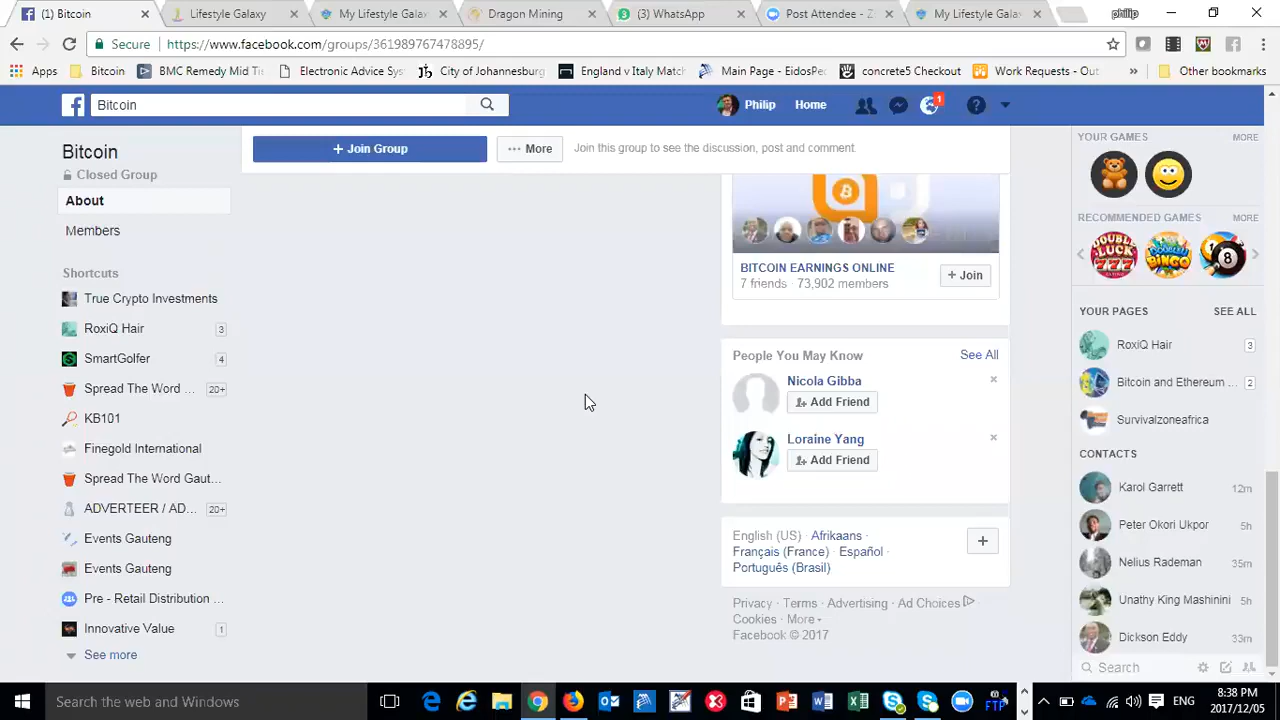 (1) Bitcoin
Lifestyle Galaxy
My Lifestyle Galax
Dragon Mining
(3) WhatsApp
Post Attendee - Z
My Lifestyle Gala
philip
Secure
https://www.facebook.com/groups/361989767478895/
Apps
Bitcoin
BMC Remedy Mid Ti
Electronic Advice Sys
City of Johannesburg
England v Italy Match
Main Page - EidosPed
concrete5 Checkout
Work Requests - Out
»
Other bookmarks
Bitcoin
Philip
Home
1
Bitcoin
Closed Group
About
Members
+ Join Group
··· More
Join this group to see the discussion, post and comment.
Shortcuts
True Crypto Investments
RoxiQ Hair 3
SmartGolfer 4
Spread The Word ... 20+
KB101
Finegold International
Spread The Word Gaut...
ADVERTEER / AD... 20+
Events Gauteng
Events Gauteng
Pre - Retail Distribution ...
Innovative Value 1
See more
BITCOIN EARNINGS ONLINE
7 friends · 73,902 members
+ Join
People You May Know
See All
Nicola Gibba
Add Friend
Loraine Yang
Add Friend
English (US) · Afrikaans ·
Français (France) · Español ·
Português (Brasil)
+
Privacy · Terms · Advertising · Ad Choices ·
Cookies · More
Facebook © 2017
YOUR GAMES MORE
RECOMMENDED GAMES MORE
DOUBLE LUCK 777
BINGO
8
YOUR PAGES SEE ALL
RoxiQ Hair 3
Bitcoin and Ethereum ... 2
Survivalzoneafrica
CONTACTS
Karol Garrett 12m
Peter Okori Ukpor 5h
Nelius Rademan 35m
Unathy King Mashinini 5h
Dickson Eddy 33m
Search
Search the web and Windows
FTP
ENG
8:38 PM
2017/12/05